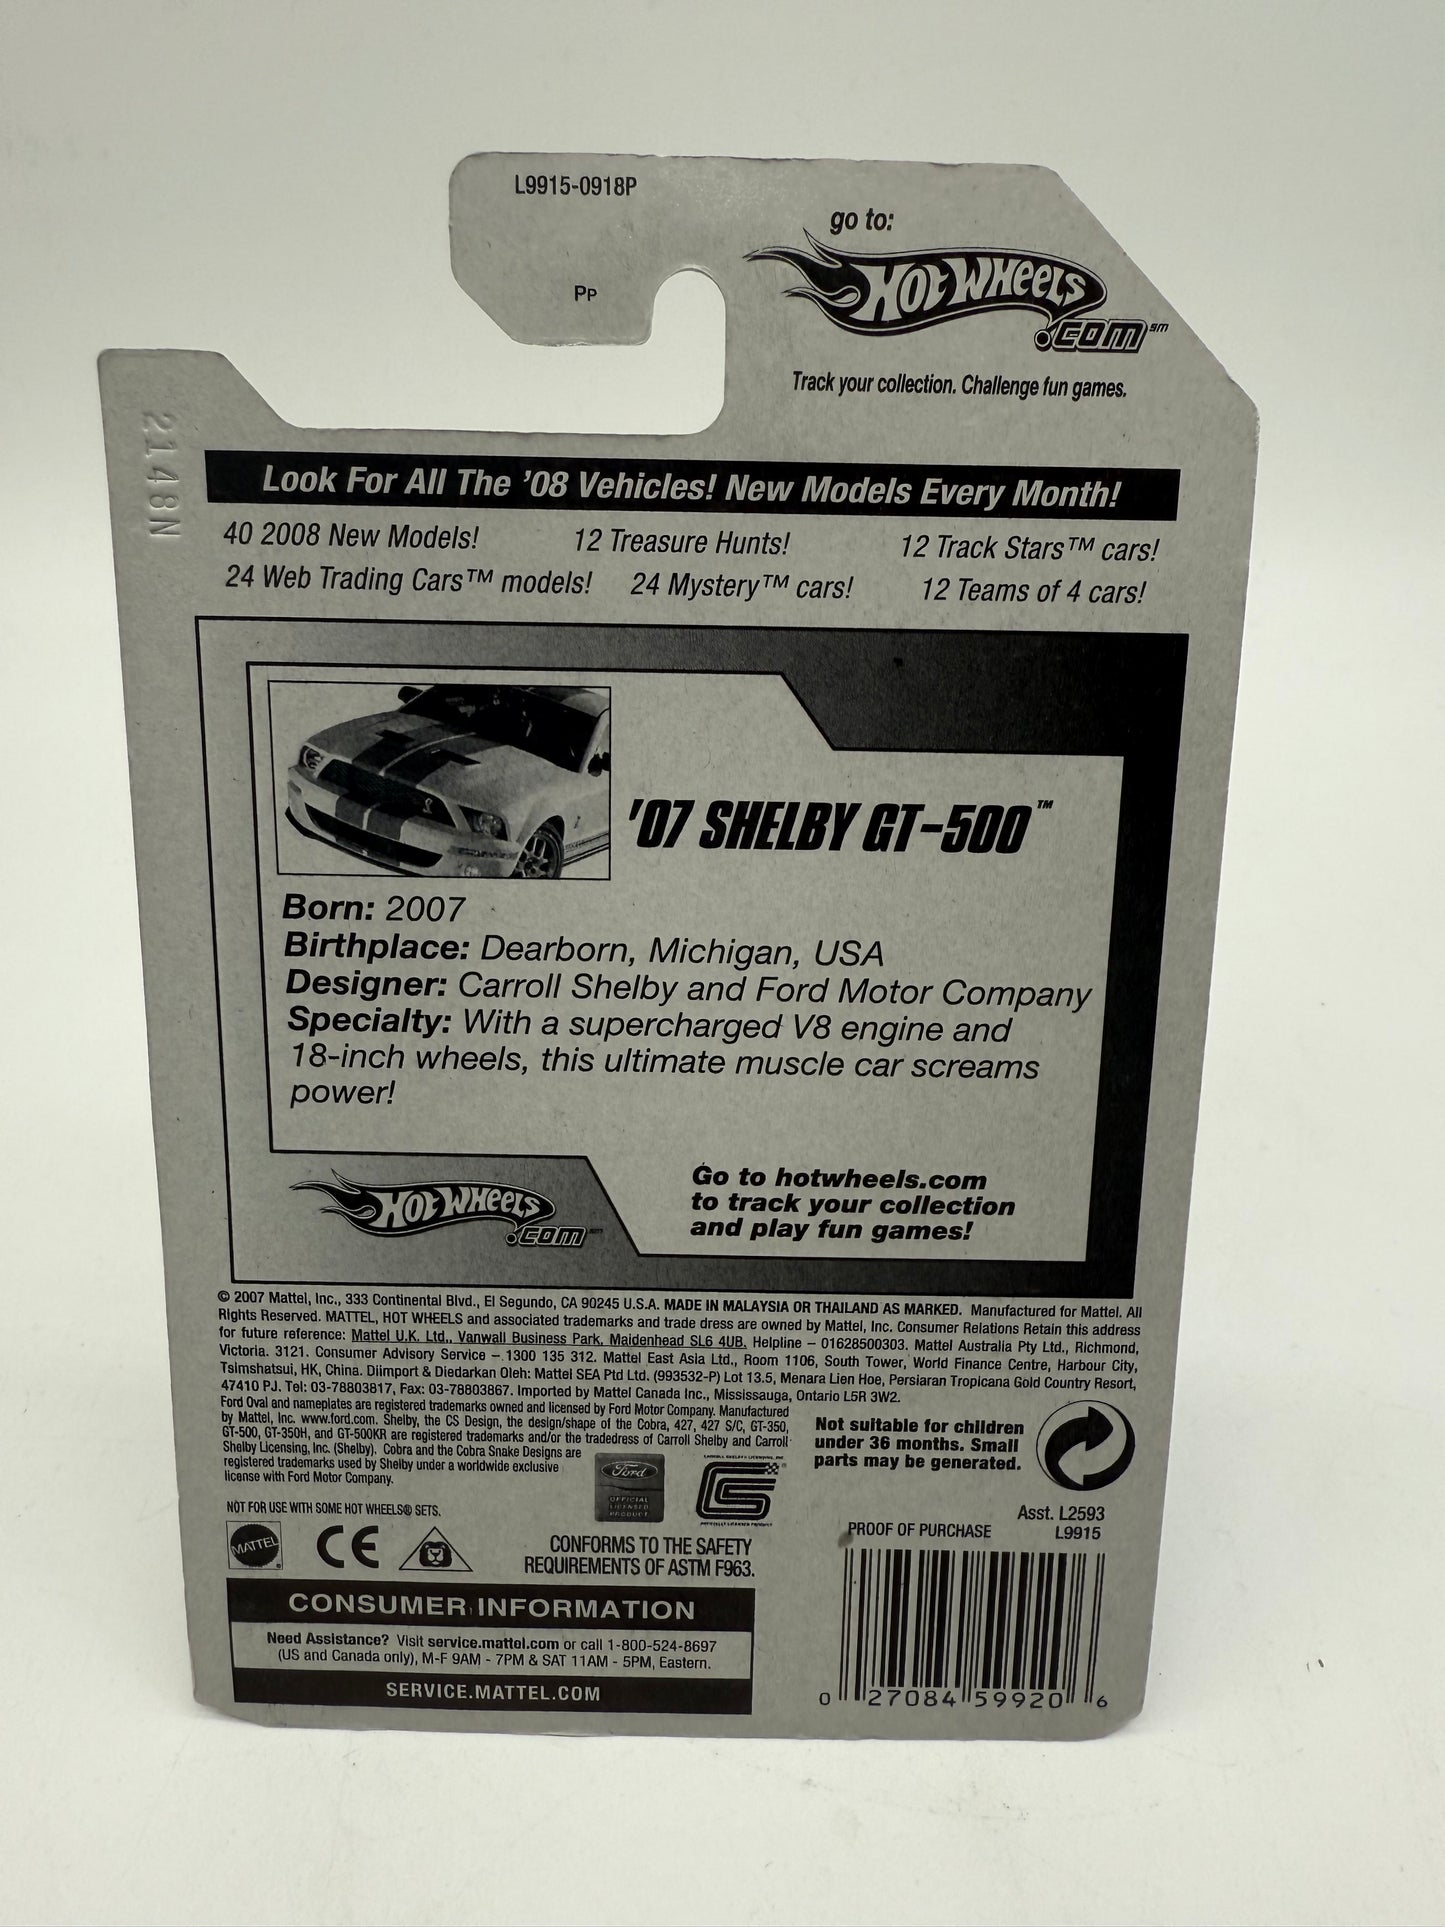 L9915-0918P
PP
go to:
HOT WHEELS
.COM SM
Track your collection. Challenge fun games.
2148N
Look For All The '08 Vehicles! New Models Every Month!
40 2008 New Models! 12 Treasure Hunts! 12 Track Stars™ cars!
24 Web Trading Cars™ models! 24 Mystery™ cars! 12 Teams of 4 cars!
'07 SHELBY GT-500™
Born: 2007
Birthplace: Dearborn, Michigan, USA
Designer: Carroll Shelby and Ford Motor Company
Specialty: With a supercharged V8 engine and
18-inch wheels, this ultimate muscle car screams
power!
HOT WHEELS
.COM
Go to hotwheels.com
to track your collection
and play fun games!
© 2007 Mattel, Inc., 333 Continental Blvd., El Segundo, CA 90245 U.S.A. MADE IN MALAYSIA OR THAILAND AS MARKED. Manufactured for Mattel. All
Rights Reserved. MATTEL, HOT WHEELS and associated trademarks and trade dress are owned by Mattel, Inc. Consumer Relations Retain this address
for future reference: Mattel U.K. Ltd., Vanwall Business Park, Maidenhead SL6 4UB. Helpline – 01628500303. Mattel Australia Pty Ltd., Richmond,
Victoria. 3121. Consumer Advisory Service – 1300 135 312. Mattel East Asia Ltd., Room 1106, South Tower, World Finance Centre, Harbour City,
Tsimshatsui, HK, China. Diimport & Diedarkan Oleh: Mattel SEA Ptd Ltd. (993532-P) Lot 13.5, Menara Lien Hoe, Persiaran Tropicana Gold Country Resort,
47410 PJ. Tel: 03-78803817, Fax: 03-78803867. Imported by Mattel Canada Inc., Mississauga, Ontario L5R 3W2.
Ford Oval and nameplates are registered trademarks owned and licensed by Ford Motor Company. Manufactured
by Mattel, Inc. www.ford.com. Shelby, the CS Design, the design/shape of the Cobra, 427, 427 S/C, GT-350,
GT-500, GT-350H, and GT-500KR are registered trademarks and/or the tradedress of Carroll Shelby and Carroll
Shelby Licensing, Inc. (Shelby). Cobra and the Cobra Snake Designs are
registered trademarks used by Shelby under a worldwide exclusive
license with Ford Motor Company.
Ford
OFFICIAL
LICENSED
PRODUCT
CARROLL SHELBY LICENSING, INC
CS
OFFICIALLY LICENSED PRODUCT
Not suitable for children
under 36 months. Small
parts may be generated.
NOT FOR USE WITH SOME HOT WHEELS® SETS.
MATTEL ®
CE
CONFORMS TO THE SAFETY
REQUIREMENTS OF ASTM F963.
Asst. L2593
PROOF OF PURCHASE L9915
CONSUMER INFORMATION
Need Assistance? Visit service.mattel.com or call 1-800-524-8697
(US and Canada only), M-F 9AM - 7PM & SAT 11AM - 5PM, Eastern.
SERVICE.MATTEL.COM
0 27084 59920 6